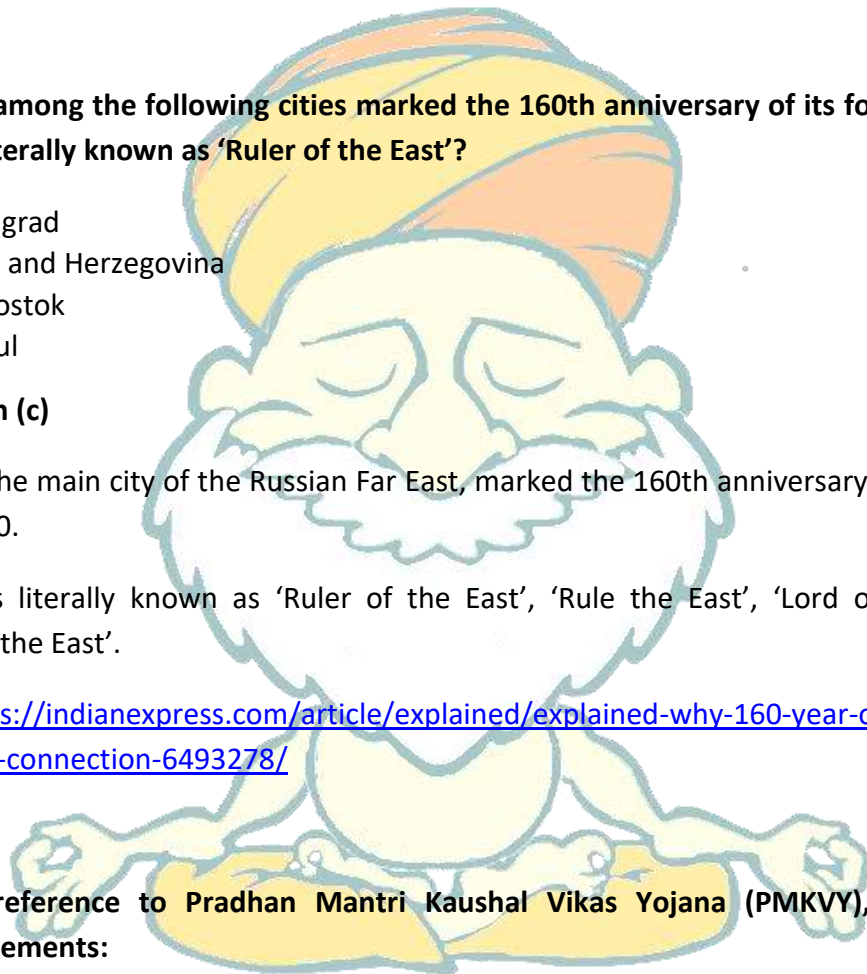 among the following cities marked the 160th anniversary of its fo
terally known as ‘Ruler of the East’?
grad
and Herzegovina
ostok
ul
n (c)
he main city of the Russian Far East, marked the 160th anniversary
0.
s literally known as ‘Ruler of the East’, ‘Rule the East’, ‘Lord o
the East’.
s://indianexpress.com/article/explained/explained-why-160-year-o
-connection-6493278/
reference to Pradhan Mantri Kaushal Vikas Yojana (PMKVY),
ements: